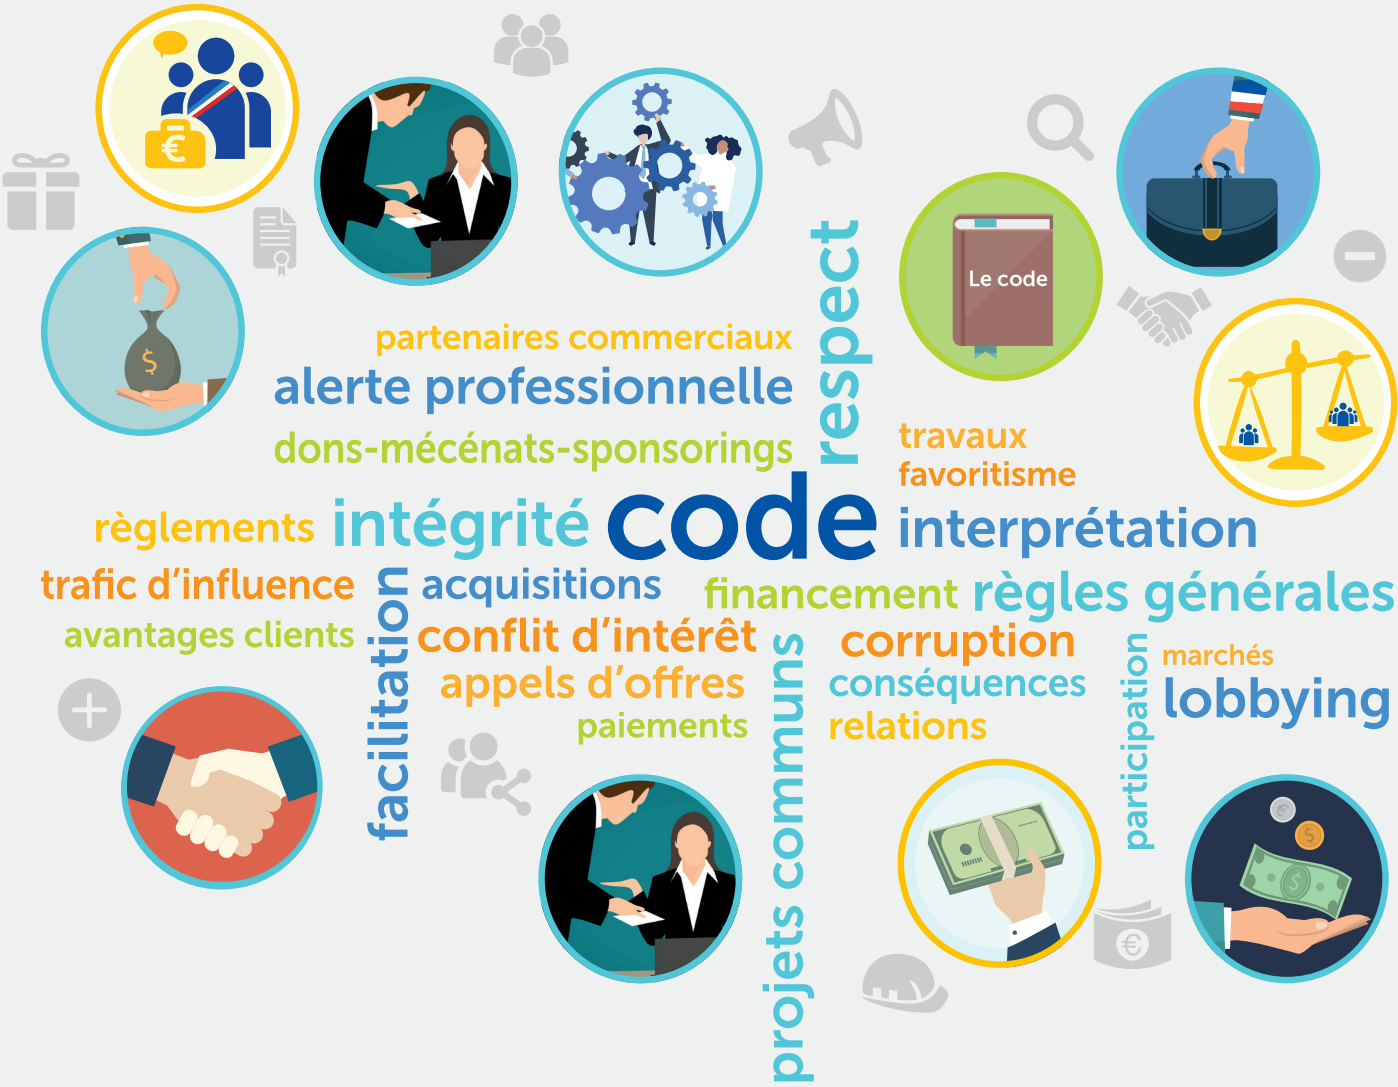 €
$
Le code
respect
partenaires commerciaux
alerte professionnelle
dons-mécénats-sponsorings
travaux
favoritisme
règlements
intégrité
code
interprétation
trafic d'influence
facilitation
acquisitions
financement
règles générales
avantages clients
conflit d'intérêt
corruption
participation
marchés
appels d'offres
projets communs
conséquences
lobbying
paiements
relations
€
$
$
€